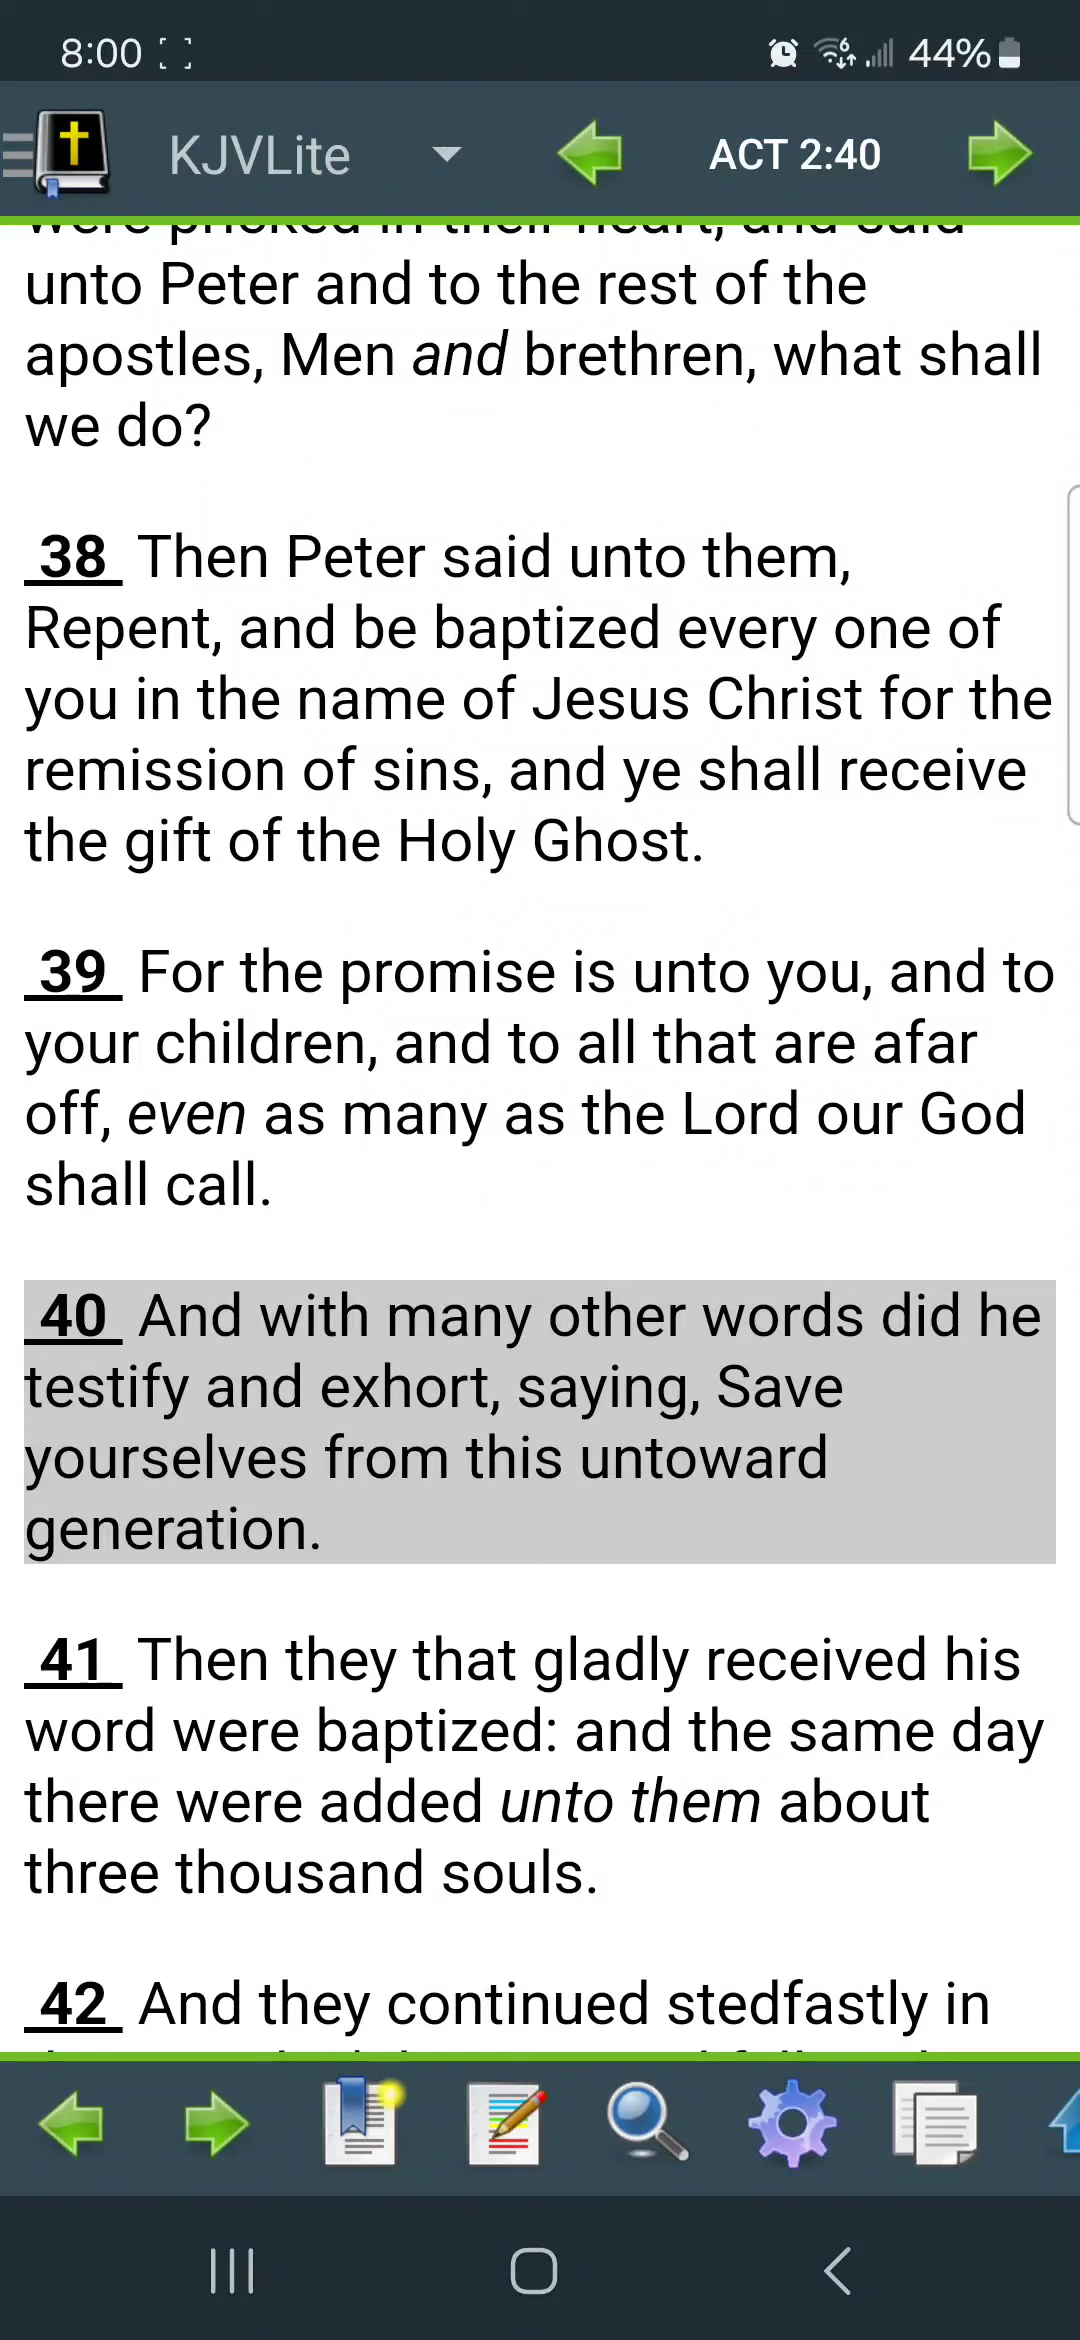 8:00
44%
KJVLite
ACT 2:40
were pricked in their heart, and said
unto Peter and to the rest of the
apostles, Men and brethren, what shall
we do?
38 Then Peter said unto them,
Repent, and be baptized every one of
you in the name of Jesus Christ for the
remission of sins, and ye shall receive
the gift of the Holy Ghost.
39 For the promise is unto you, and to
your children, and to all that are afar
off, even as many as the Lord our God
shall call.
40 And with many other words did he
testify and exhort, saying, Save
yourselves from this untoward
generation.
41 Then they that gladly received his
word were baptized: and the same day
there were added unto them about
three thousand souls.
42 And they continued stedfastly in